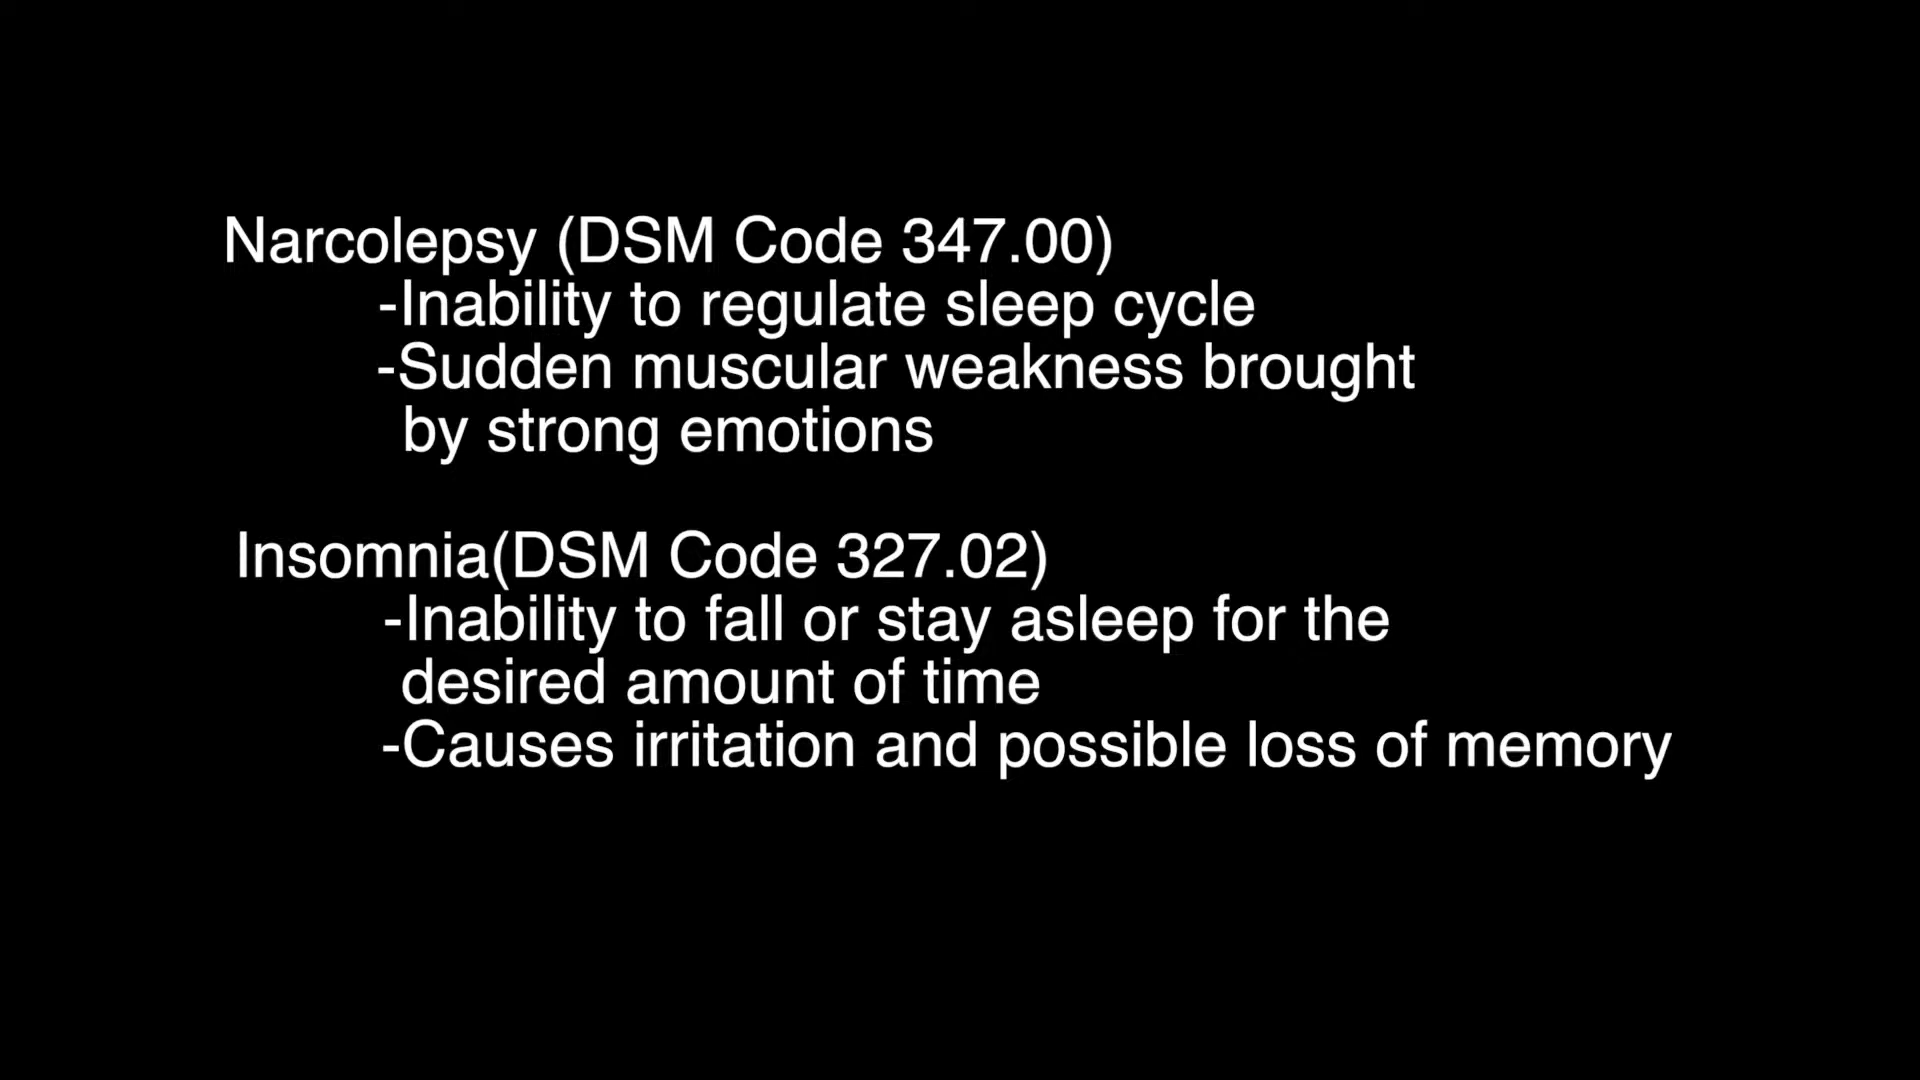 Narcolepsy (DSM Code 347.00)
-Inability to regulate sleep cycle
-Sudden muscular weakness brought
by strong emotions
Insomnia(DSM Code 327.02)
-Inability to fall or stay asleep for the
desired amount of time
-Causes irritation and possible loss of memory